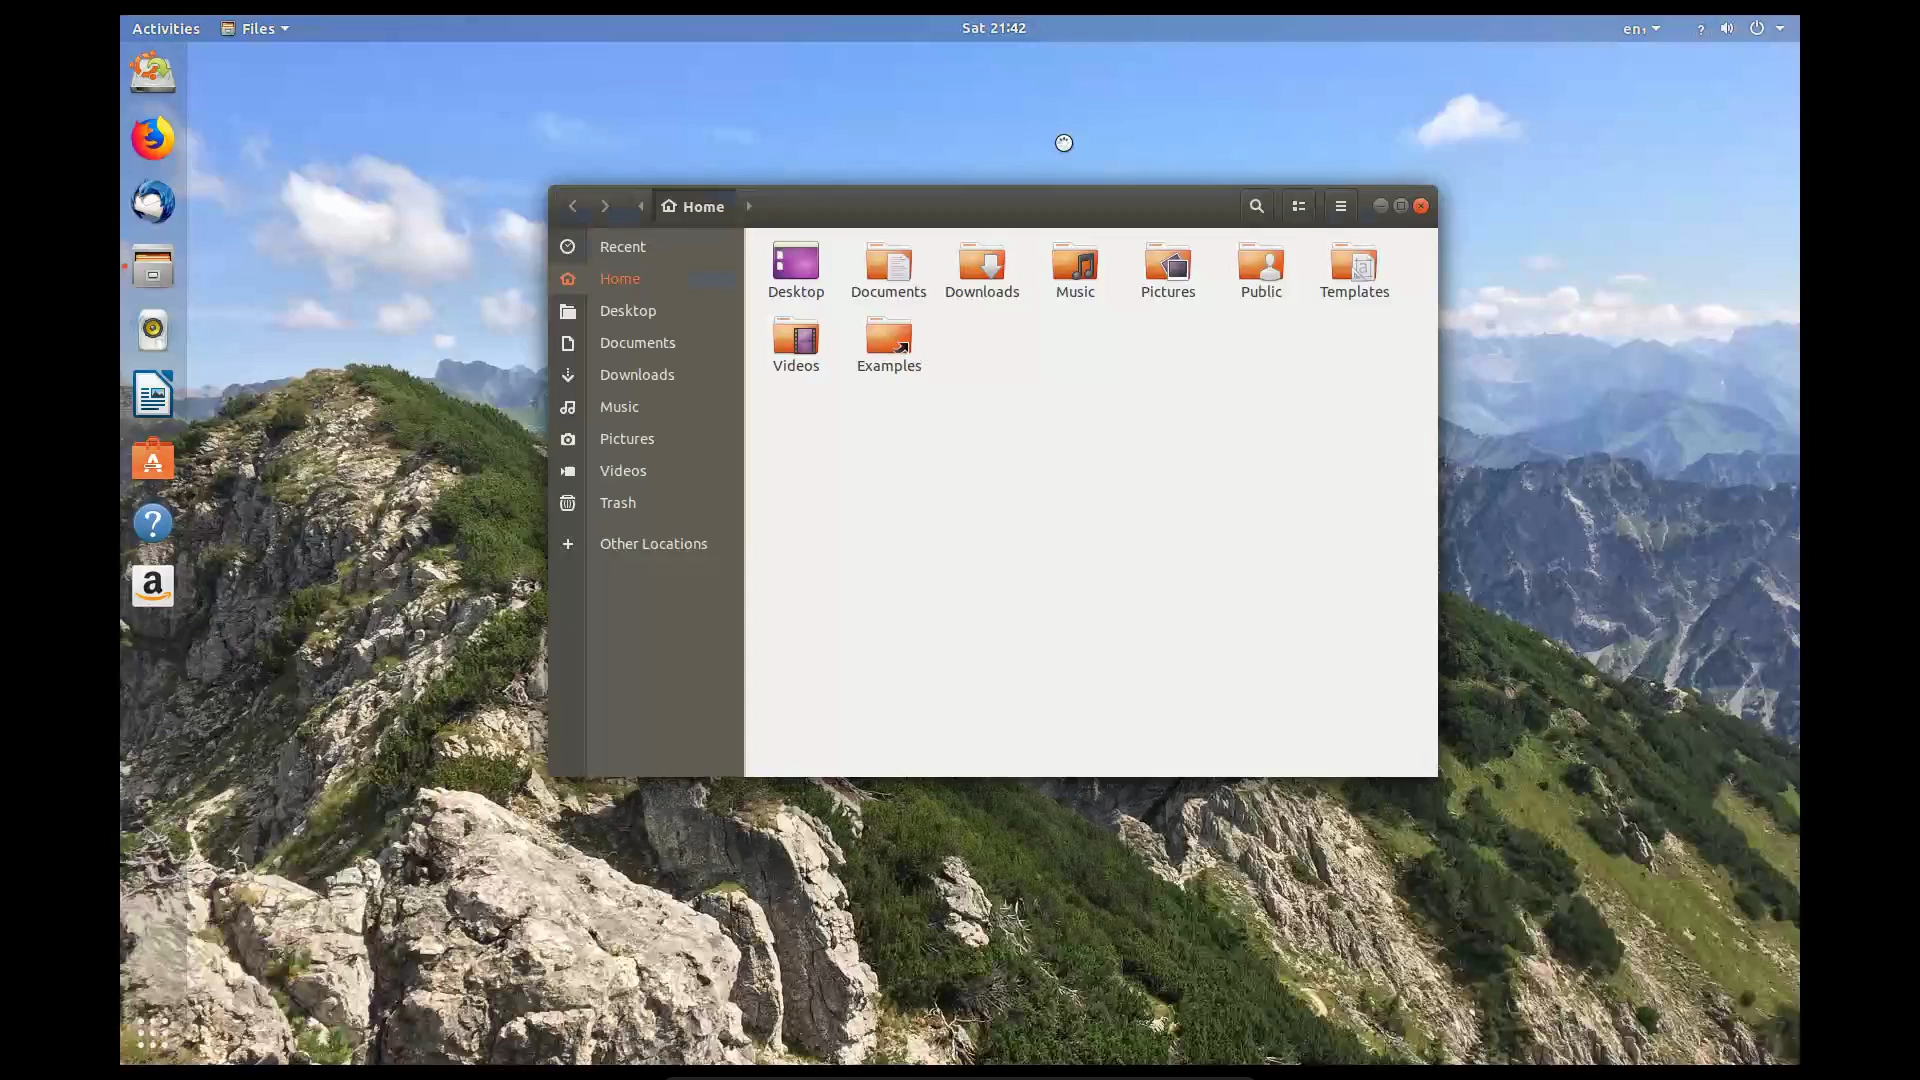 Activities Files Sat 21:42 en₁ ?
Home
Recent
Home
Desktop
Documents
Downloads
Music
Pictures
Videos
Trash
Other Locations
Desktop Documents Downloads Music Pictures Public Templates
Videos Examples